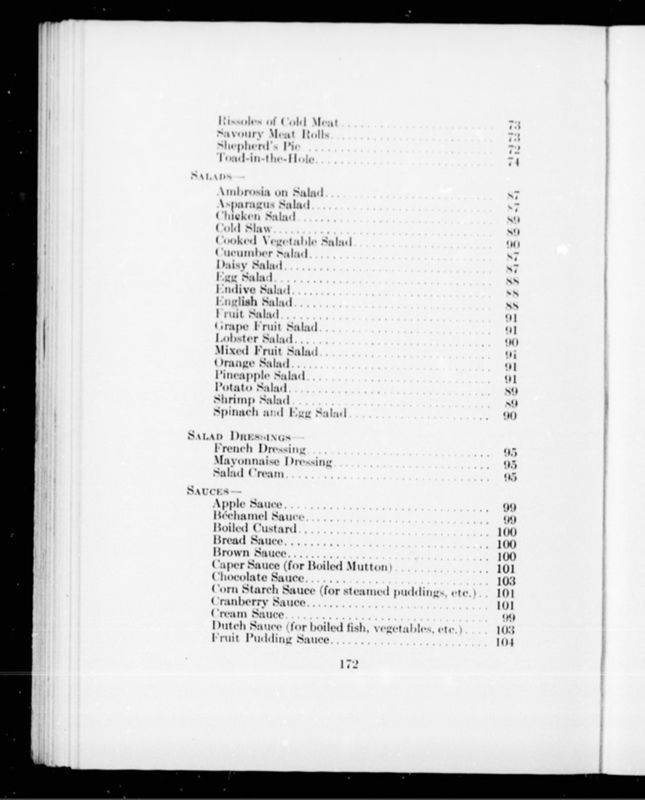 Rissoles of Cold Meat.......................... 73
Savoury Meat Rolls............................ 73
Shepherd's Pie................................ 72
Toad-in-the-Hole.............................. 74
SALADS—
Ambrosia on Salad............................. 87
Asparagus Salad............................... 87
Chicken Salad................................. 89
Cold Slaw..................................... 89
Cooked Vegetable Salad........................ 90
Cucumber Salad................................ 87
Daisy Salad................................... 87
Egg Salad..................................... 88
Endive Salad.................................. 88
English Salad................................. 88
Fruit Salad................................... 91
Grape Fruit Salad............................. 91
Lobster Salad................................. 90
Mixed Fruit Salad............................. 91
Orange Salad.................................. 91
Pineapple Salad............................... 91
Potato Salad.................................. 89
Shrimp Salad.................................. 89
Spinach and Egg Salad......................... 90
SALAD DRESSINGS—
French Dressing............................... 95
Mayonnaise Dressing........................... 95
Salad Cream................................... 95
SAUCES—
Apple Sauce................................... 99
Béchamel Sauce................................ 99
Boiled Custard................................ 100
Bread Sauce................................... 100
Brown Sauce................................... 100
Caper Sauce (for Boiled Mutton)............... 101
Chocolate Sauce............................... 103
Corn Starch Sauce (for steamed puddings, etc.).. 101
Cranberry Sauce............................... 101
Cream Sauce................................... 99
Dutch Sauce (for boiled fish, vegetables, etc.).... 103
Fruit Pudding Sauce........................... 104
172